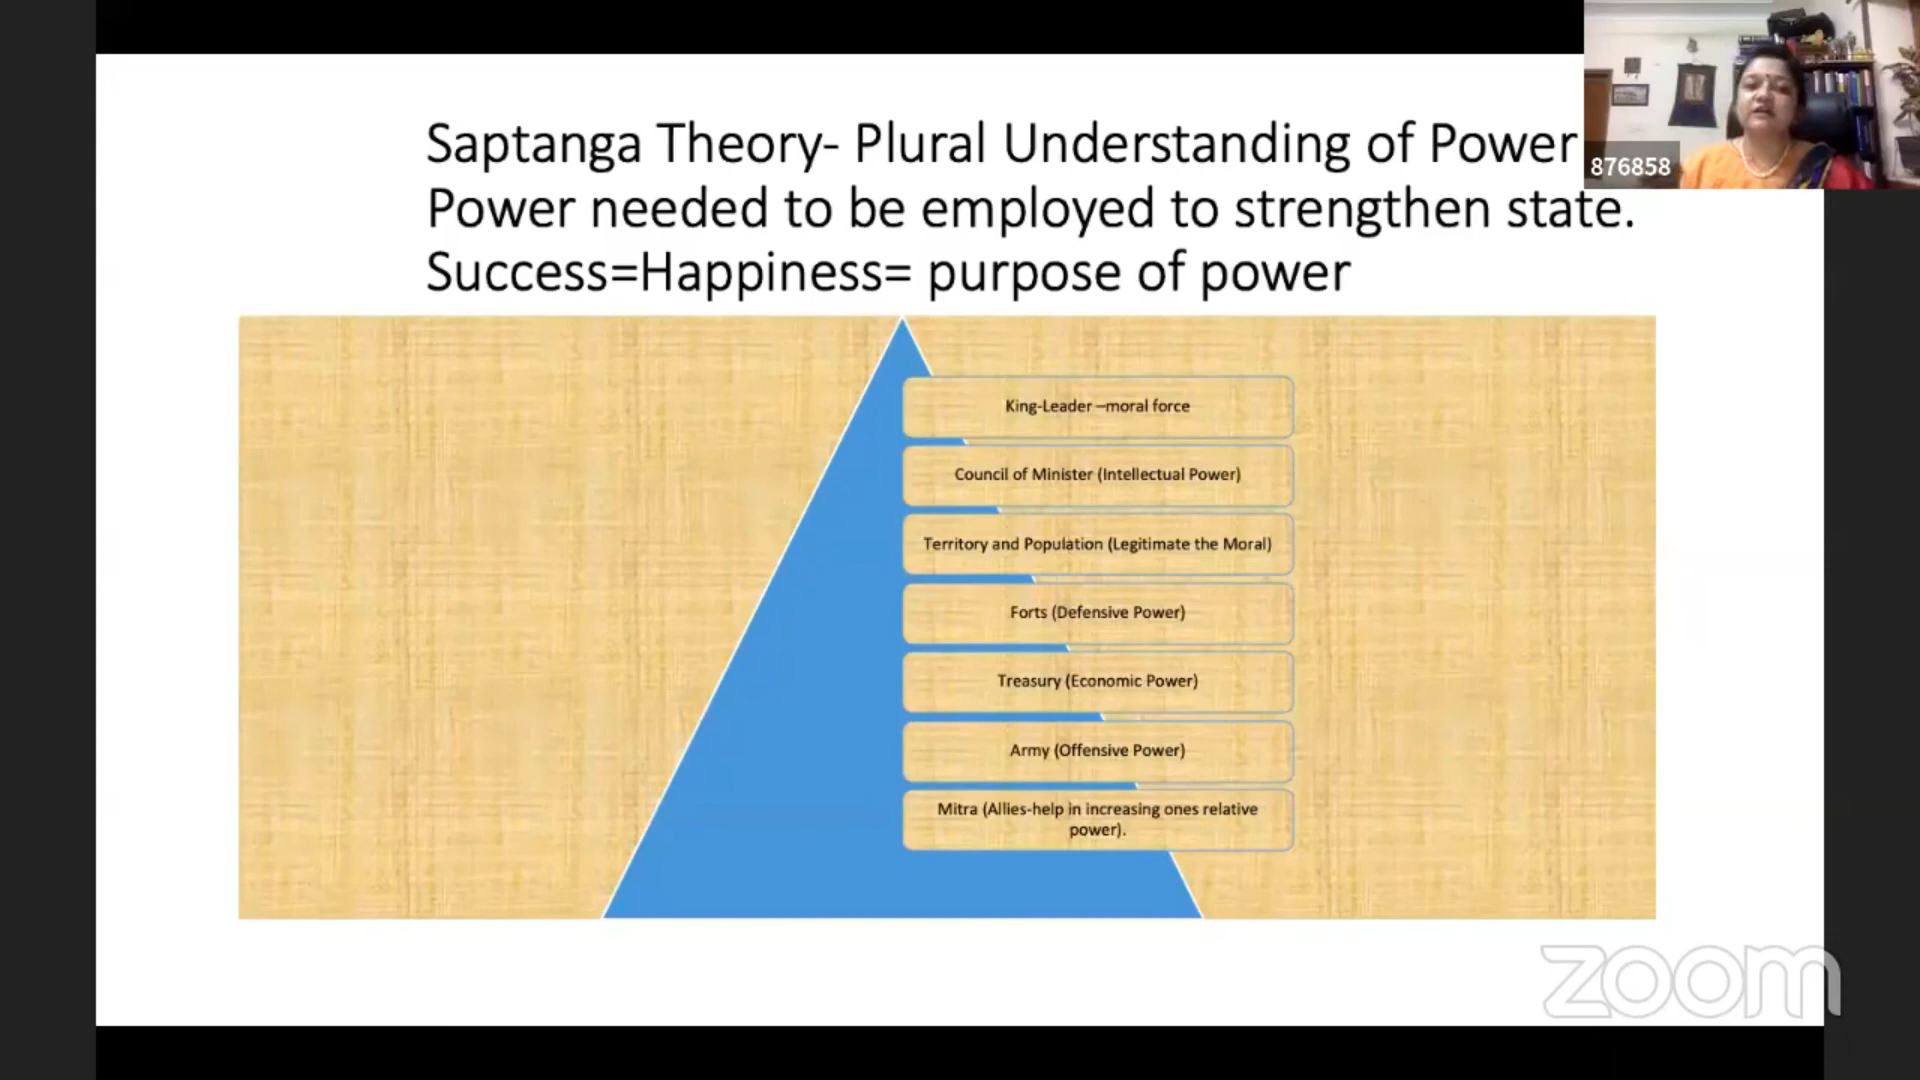 Saptanga Theory- Plural Understanding of Power
Power needed to be employed to strengthen state.
Success=Happiness= purpose of power
876858
King-Leader –moral force
Council of Minister (Intellectual Power)
Territory and Population (Legitimate the Moral)
Forts (Defensive Power)
Treasury (Economic Power)
Army (Offensive Power)
Mitra (Allies-help in increasing ones relative
power).
zoom